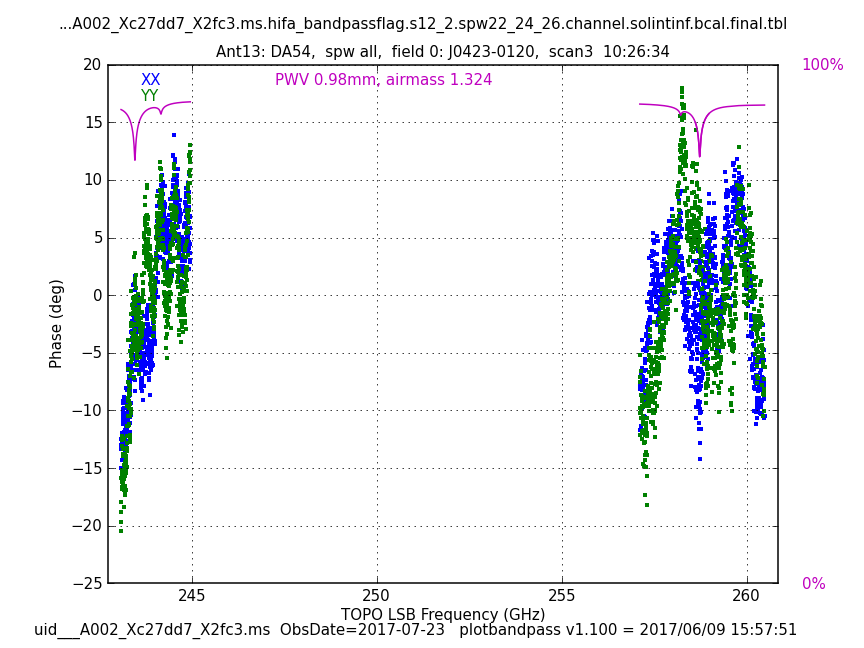 ...A002_Xc27dd7_X2fc3.ms.hifa_bandpassflag.s12_2.spw22_24_26.channel.solintinf.bcal.final.tbl
Ant13: DA54, spw all, field 0: J0423-0120, scan3 10:26:34
XX
YY
PWV 0.98mm, airmass 1.324
100%
0%
20
15
10
5
0
−5
−10
−15
−20
−25
Phase (deg)
245
250
255
260
TOPO LSB Frequency (GHz)
uid___A002_Xc27dd7_X2fc3.ms ObsDate=2017-07-23 plotbandpass v1.100 = 2017/06/09 15:57:51